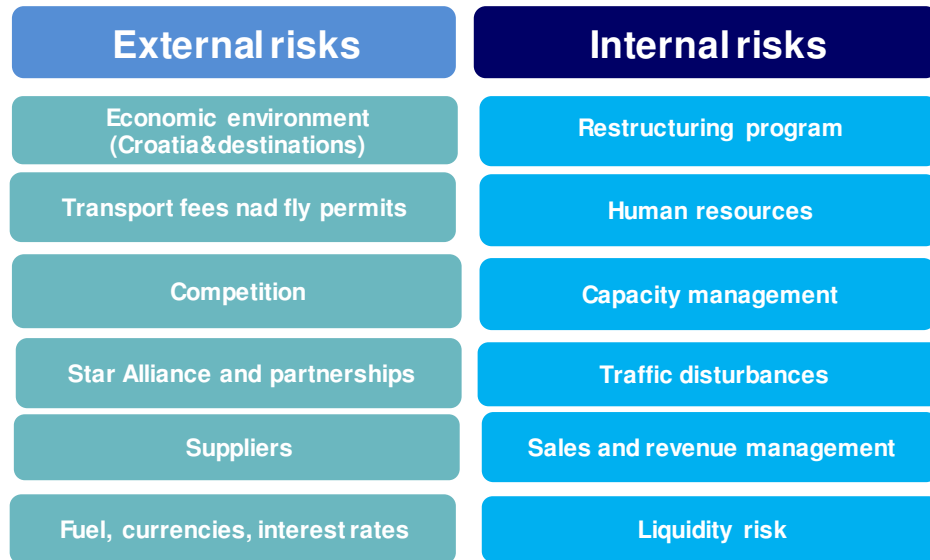 External risks
Internal risks
Economic environment
(Croatia&destinations)
Restructuring program
Transport fees nad fly permits
Human resources
Competition
Capacity management
Star Alliance and partnerships
Traffic disturbances
Suppliers
Sales and revenue management
Fuel, currencies, interest rates
Liquidity risk